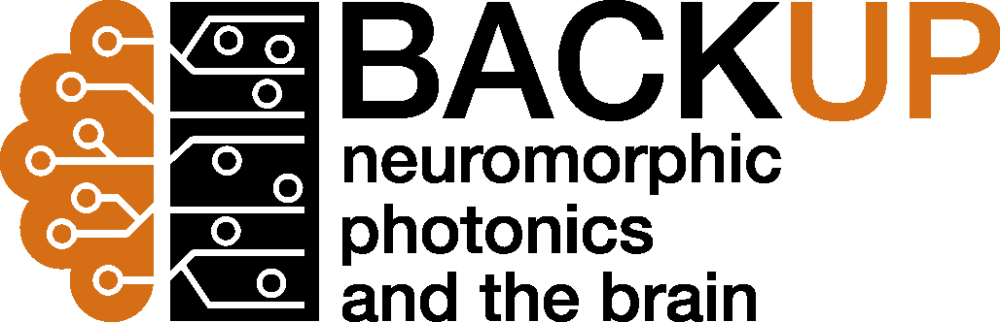 BACKUP
neuromorphic
photonics
and the brain